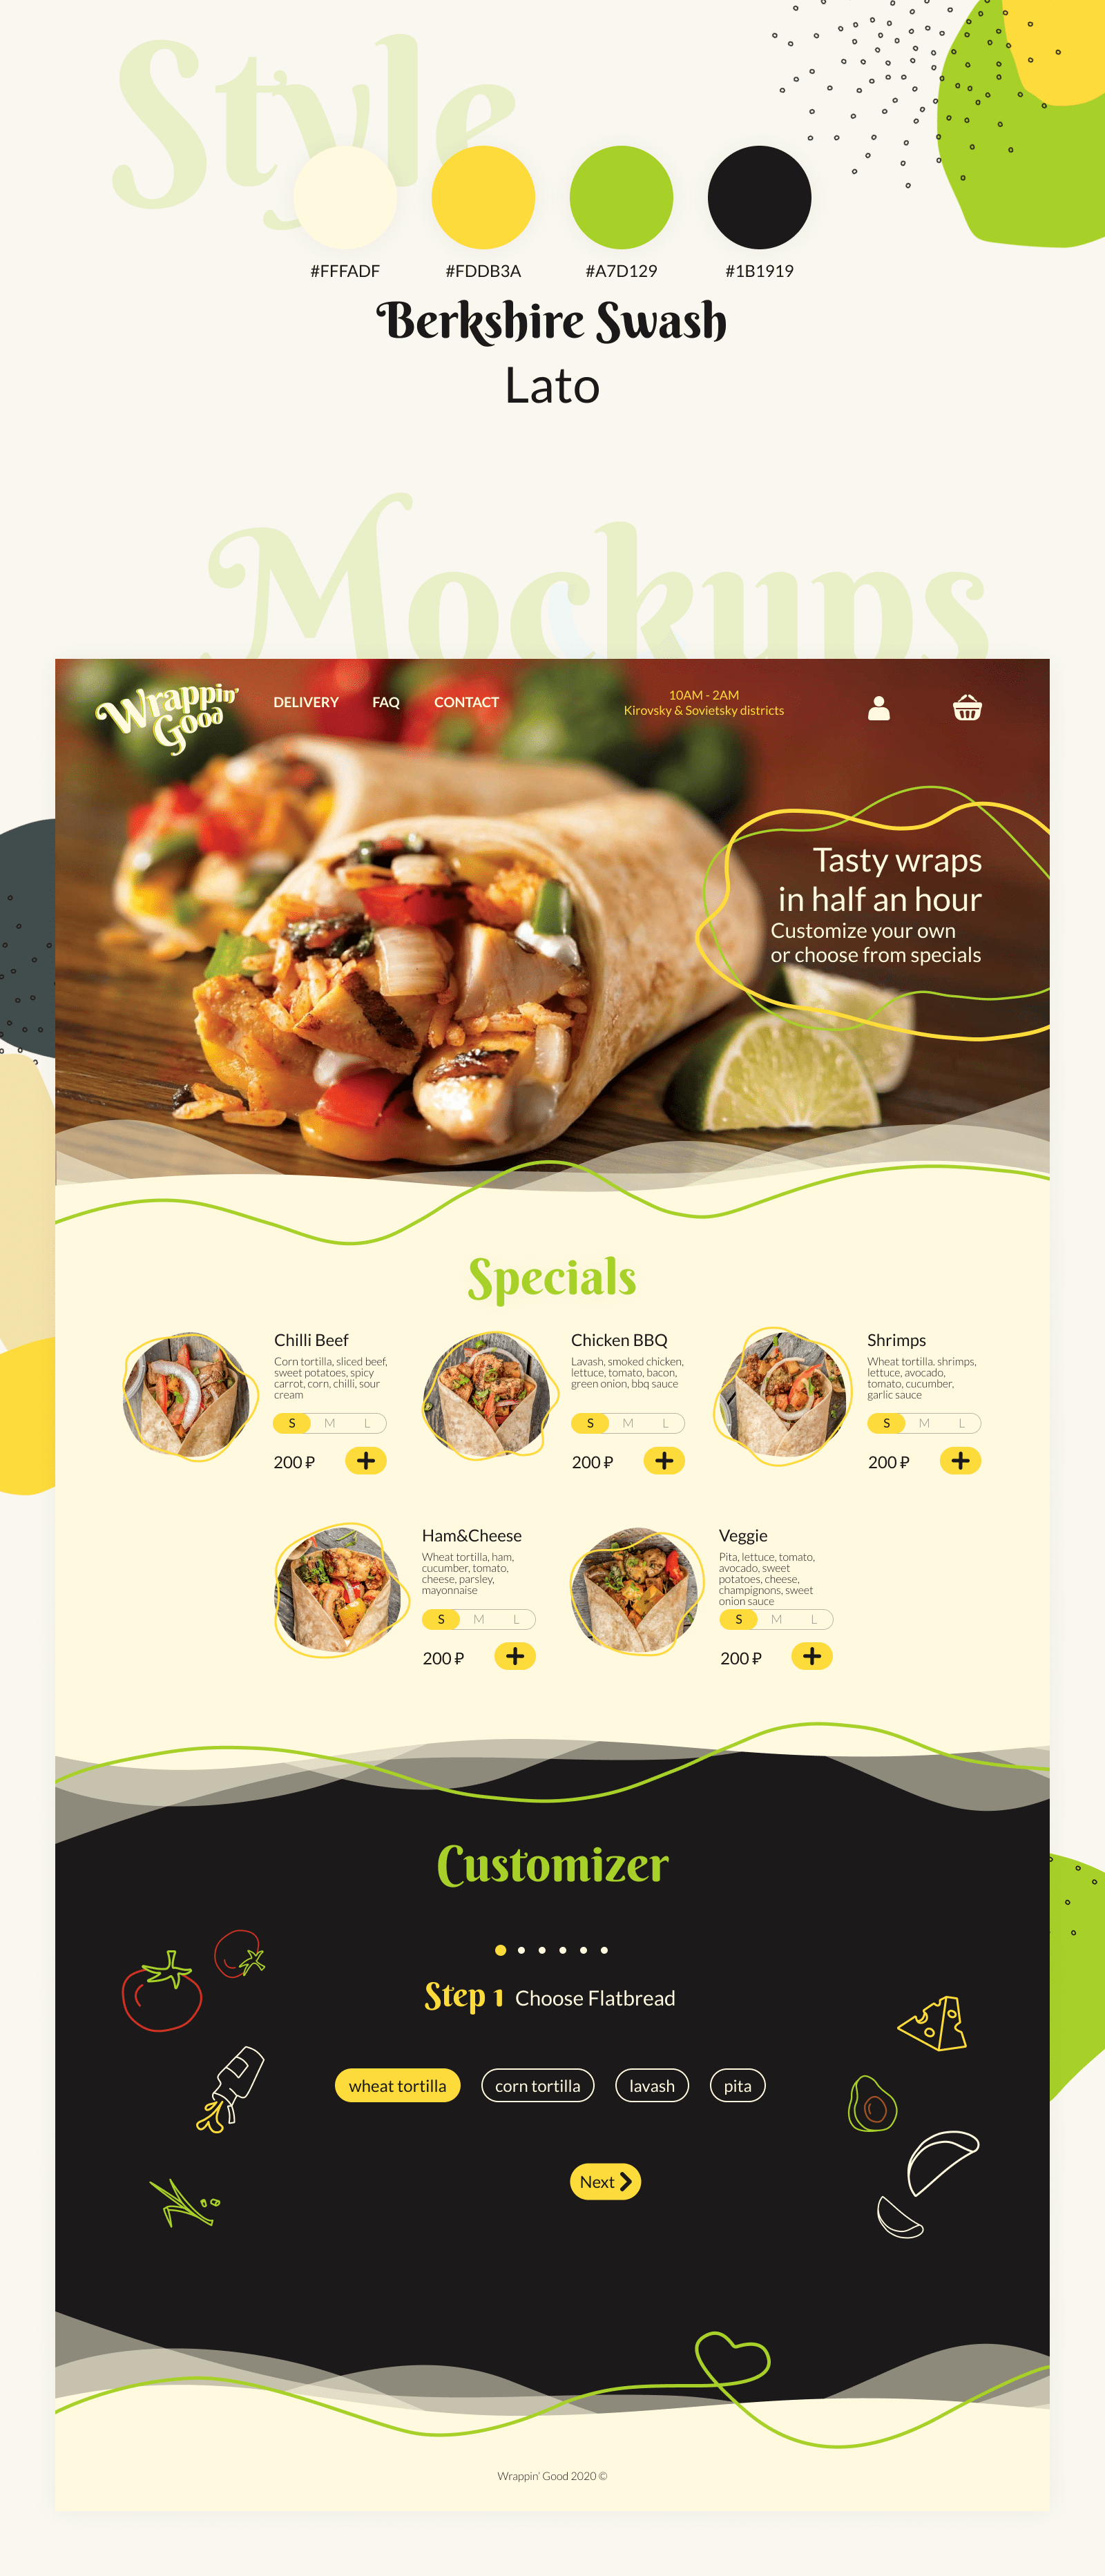 Style
#FFFADF
#FDDB3A
#A7D129
#1B1919
Berkshire Swash
Lato
Mockups
Wrappin'
Good
DELIVERY
FAQ
CONTACT
10AM - 2AM
Kirovsky & Sovietsky districts
Tasty wraps
in half an hour
Customize your own
or choose from specials
Specials
Chilli Beef
Corn tortilla, sliced beef,
sweet potatoes, spicy
carrot, corn, chilli, sour
cream
S M L
200 ₽
Chicken BBQ
Lavash, smoked chicken,
lettuce, tomato, bacon,
green onion, bbq sauce
S M L
200 ₽
Shrimps
Wheat tortilla, shrimps,
lettuce, avocado,
tomato, cucumber,
garlic sauce
S M L
200 ₽
Ham&Cheese
Wheat tortilla, ham,
cucumber, tomato,
cheese, parsley,
mayonnaise
S M L
200 ₽
Veggie
Pita, lettuce, tomato,
avocado, sweet
potatoes, cheese,
champignons, sweet
onion sauce
S M L
200 ₽
Customizer
Step 1 Choose Flatbread
wheat tortilla
corn tortilla
lavash
pita
Next
Wrappin' Good 2020 ©